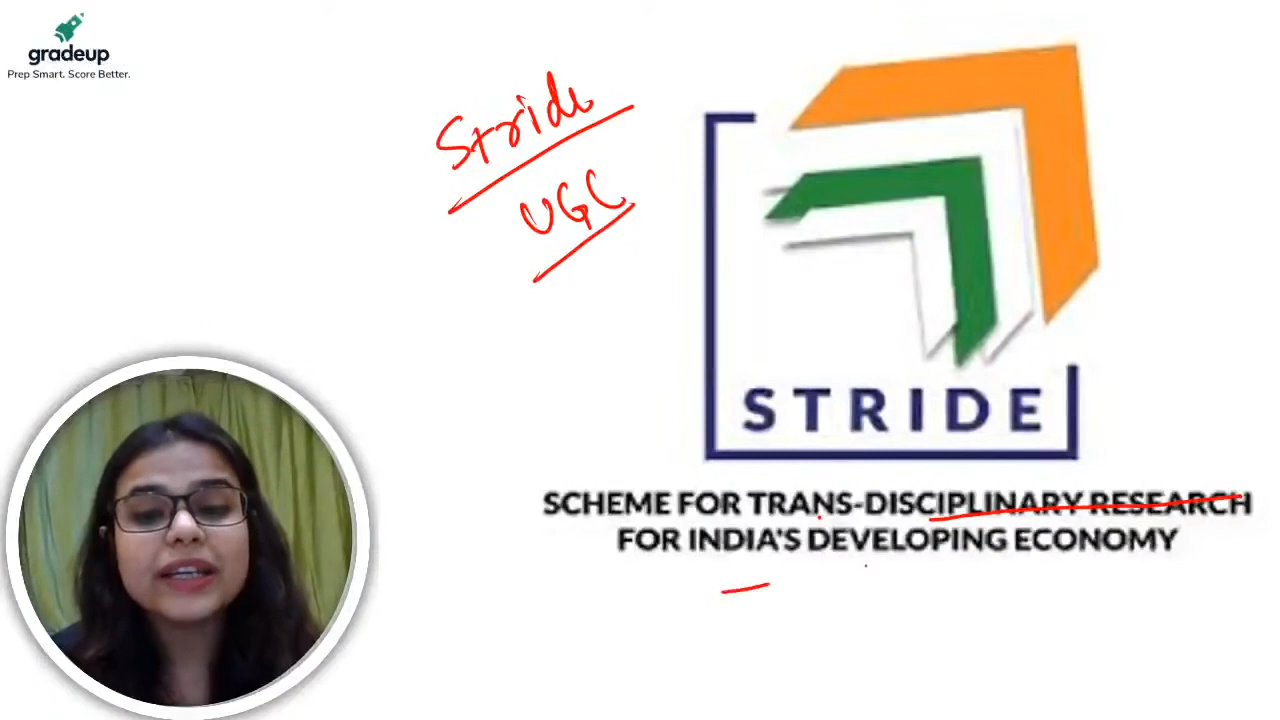 gradeup
Prep Smart. Score Better.
Stride
UGC
STRIDE
SCHEME FOR TRANS-DISCIPLINARY RESEARCH
FOR INDIA'S DEVELOPING ECONOMY